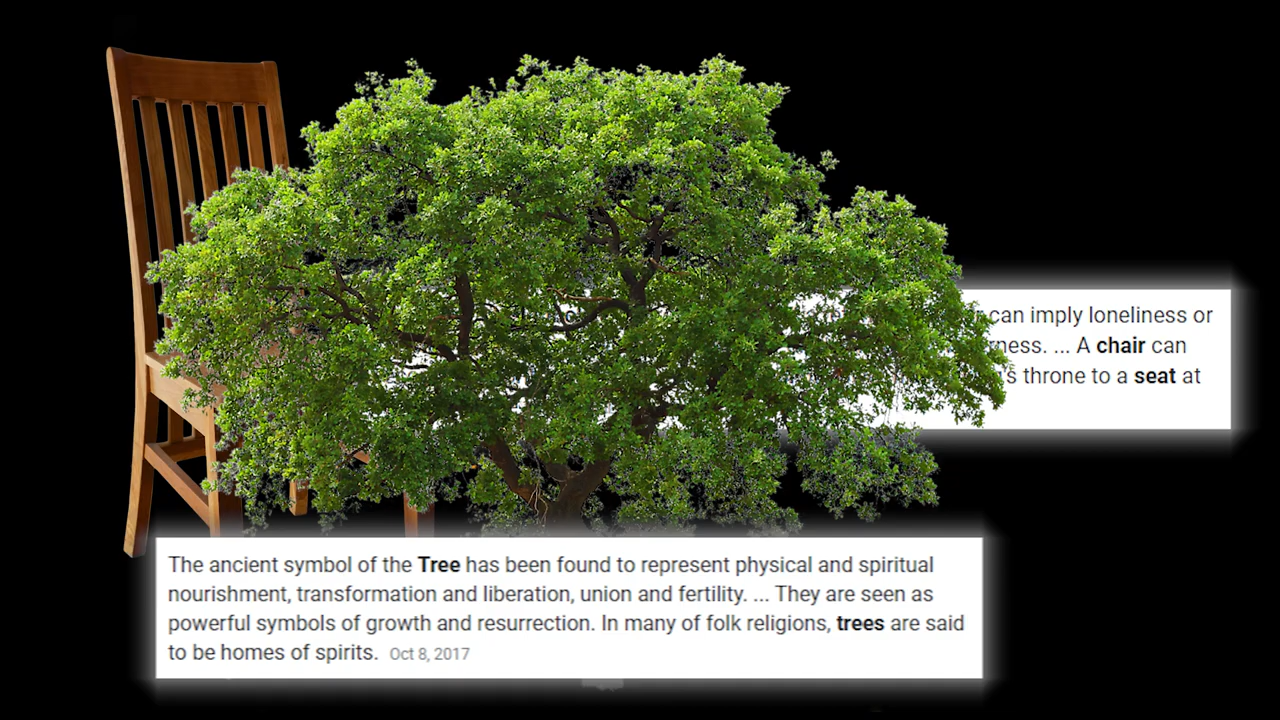 can imply loneliness or
... A chair can
throne to a seat at
The ancient symbol of the Tree has been found to represent physical and spiritual
nourishment, transformation and liberation, union and fertility. ... They are seen as
powerful symbols of growth and resurrection. In many of folk religions, trees are said
to be homes of spirits. Oct 8, 2017